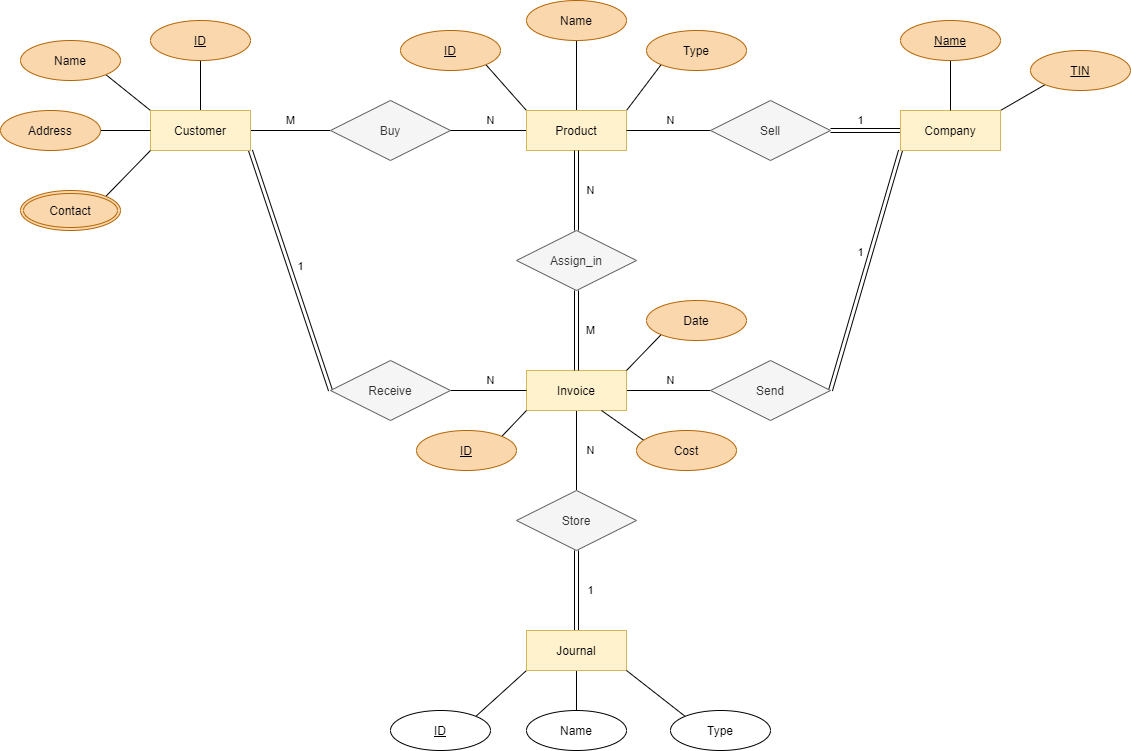 Name
ID
Name
Name
ID
Type
TIN
Name
Address
Customer
M
Buy
N
Product
N
Sell
1
Company
Contact
N
1
Assign_in
1
Date
M
Receive
N
Invoice
N
Send
ID
N
Cost
Store
1
Journal
ID
Name
Type